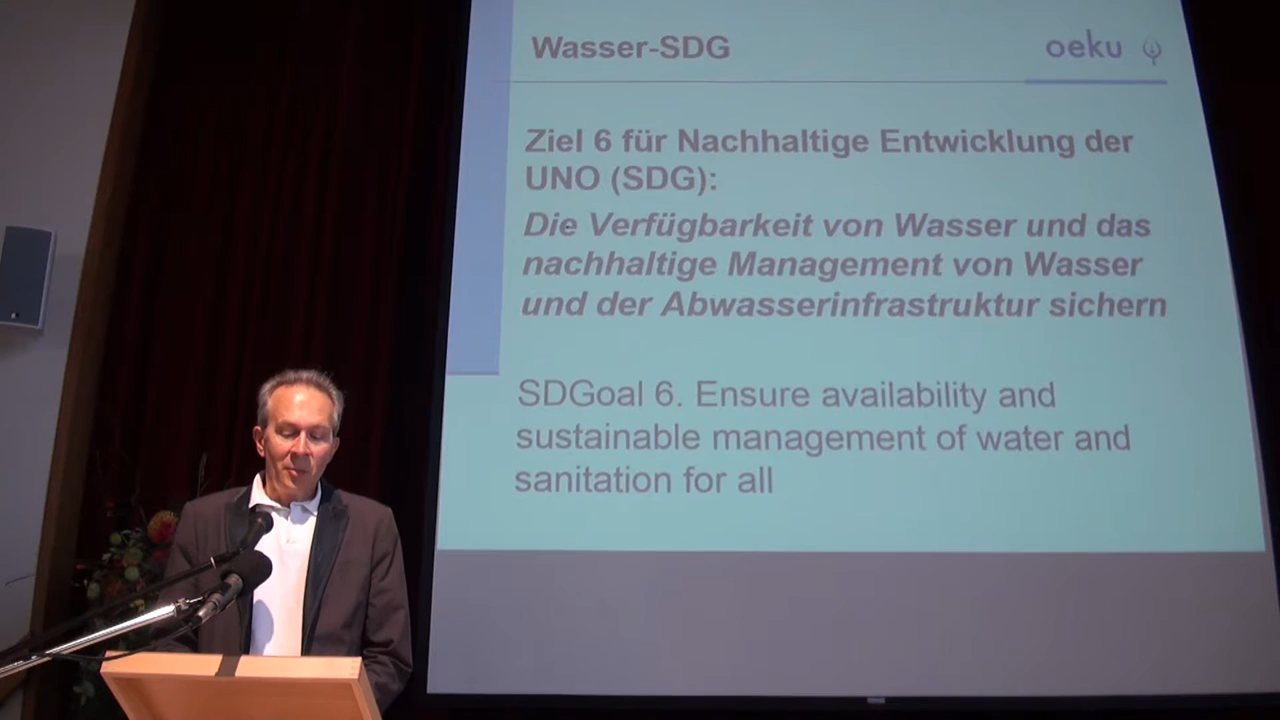 Wasser-SDG
oeku
Ziel 6 für Nachhaltige Entwicklung der
UNO (SDG):
Die Verfügbarkeit von Wasser und das
nachhaltige Management von Wasser
und der Abwasserinfrastruktur sichern
SDGoal 6. Ensure availability and
sustainable management of water and
sanitation for all